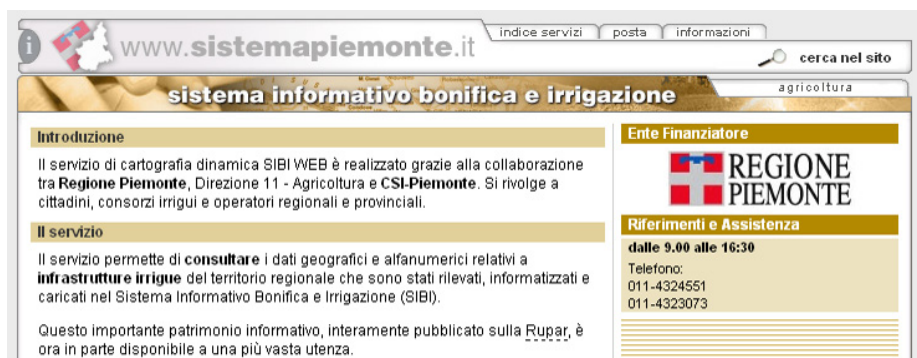 indice servizi posta informazioni
www.sistemapiemonte.it
cerca nel sito
sistema informativo bonifica e irrigazione
agricoltura
Introduzione
Il servizio di cartografia dinamica SIBI WEB è realizzato grazie alla collaborazione
tra Regione Piemonte, Direzione 11 - Agricoltura e CSI-Piemonte. Si rivolge a
cittadini, consorzi irrigui e operatori regionali e provinciali.
Il servizio
Il servizio permette di consultare i dati geografici e alfanumerici relativi a
infrastrutture irrigue del territorio regionale che sono stati rilevati, informatizzati e
caricati nel Sistema Informativo Bonifica e Irrigazione (SIBI).
Questo importante patrimonio informativo, interamente pubblicato sulla Rupar, è
ora in parte disponibile a una più vasta utenza.
Ente Finanziatore
REGIONE
PIEMONTE
Riferimenti e Assistenza
dalle 9.00 alle 16:30
Telefono:
011-4324551
011-4323073